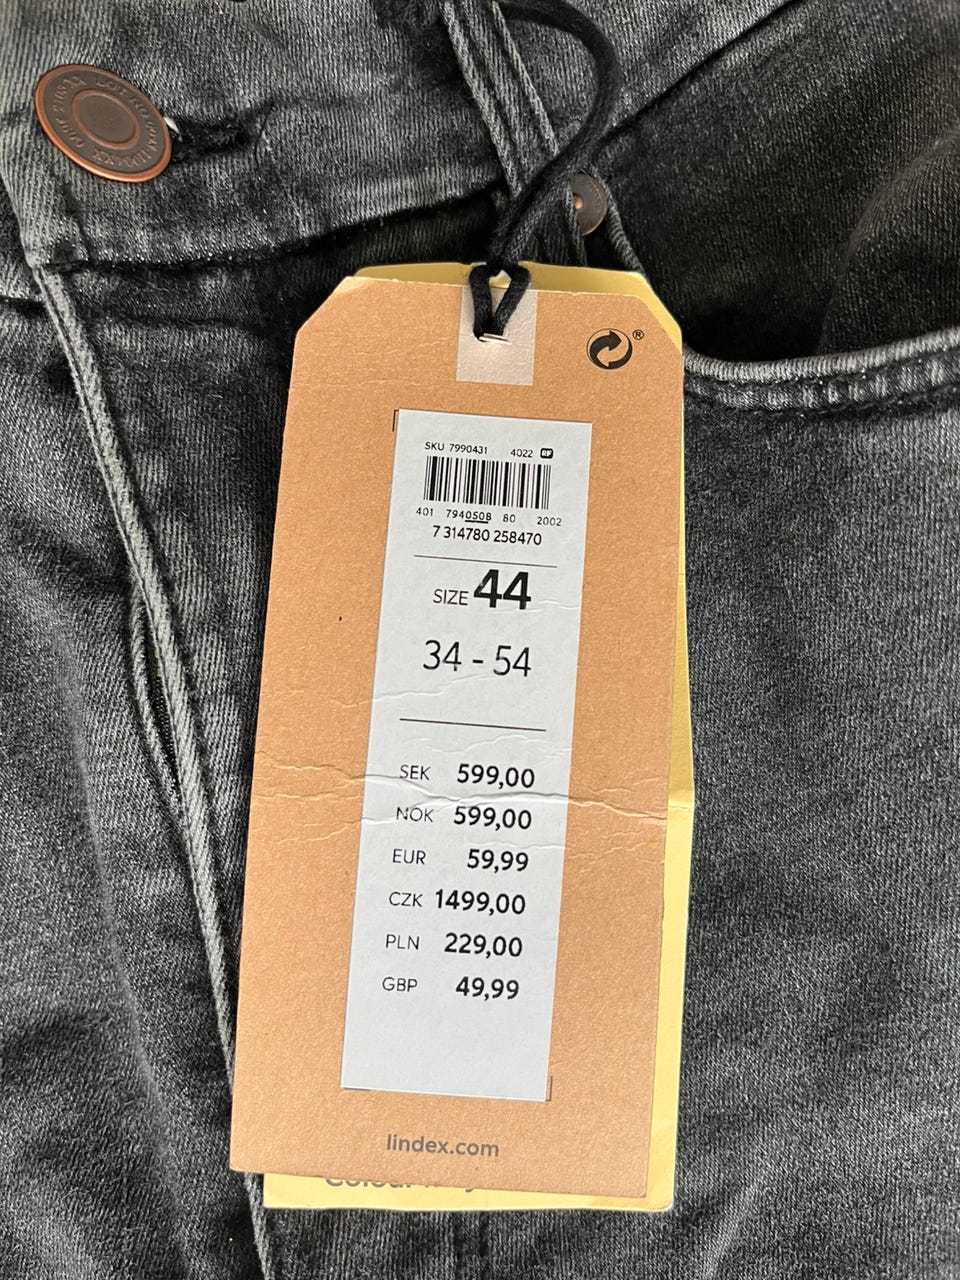 ®
SKU 7990431 4022 RF
401 7940508 80 2002
7 314780 258470
SIZE 44
34 - 54
SEK 599,00
NOK 599,00
EUR 59,99
CZK 1499,00
PLN 229,00
GBP 49,99
lindex.com